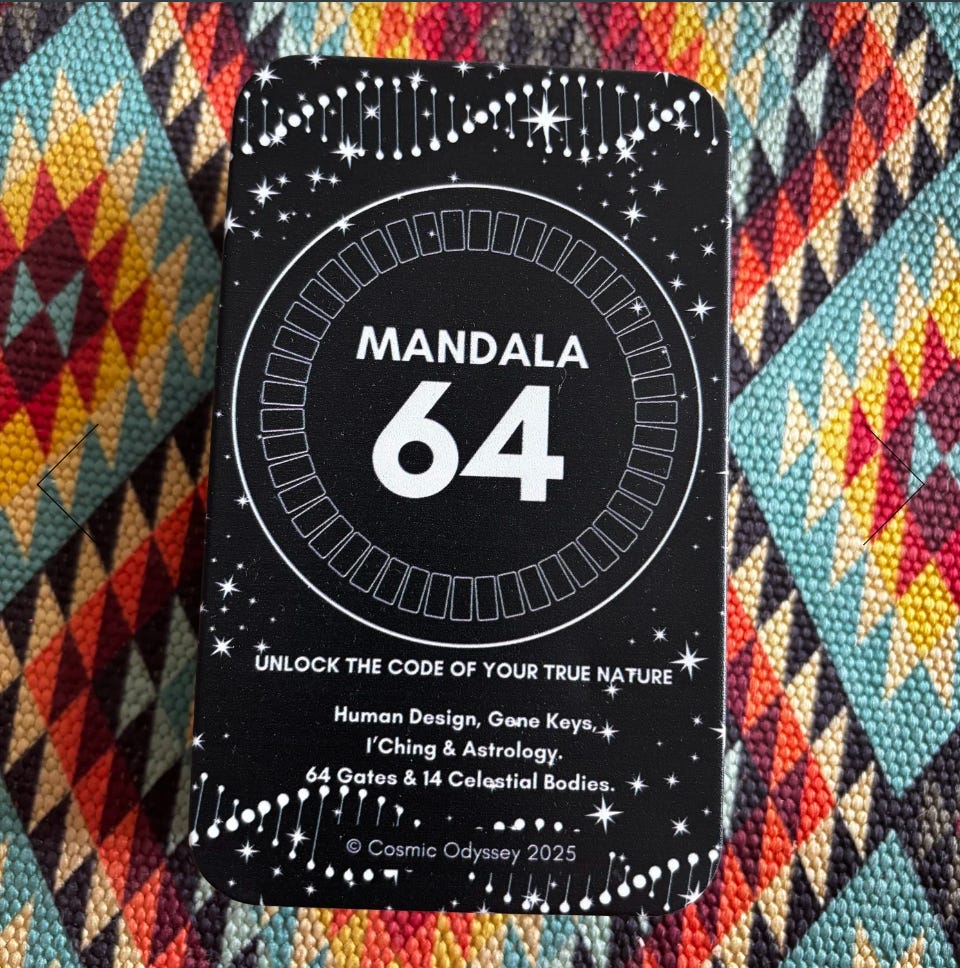 MANDALA
64
UNLOCK THE CODE OF YOUR TRUE NATURE
Human Design, Gene Keys,
I'Ching & Astrology.
64 Gates & 14 Celestial Bodies.
© Cosmic Odyssey 2025